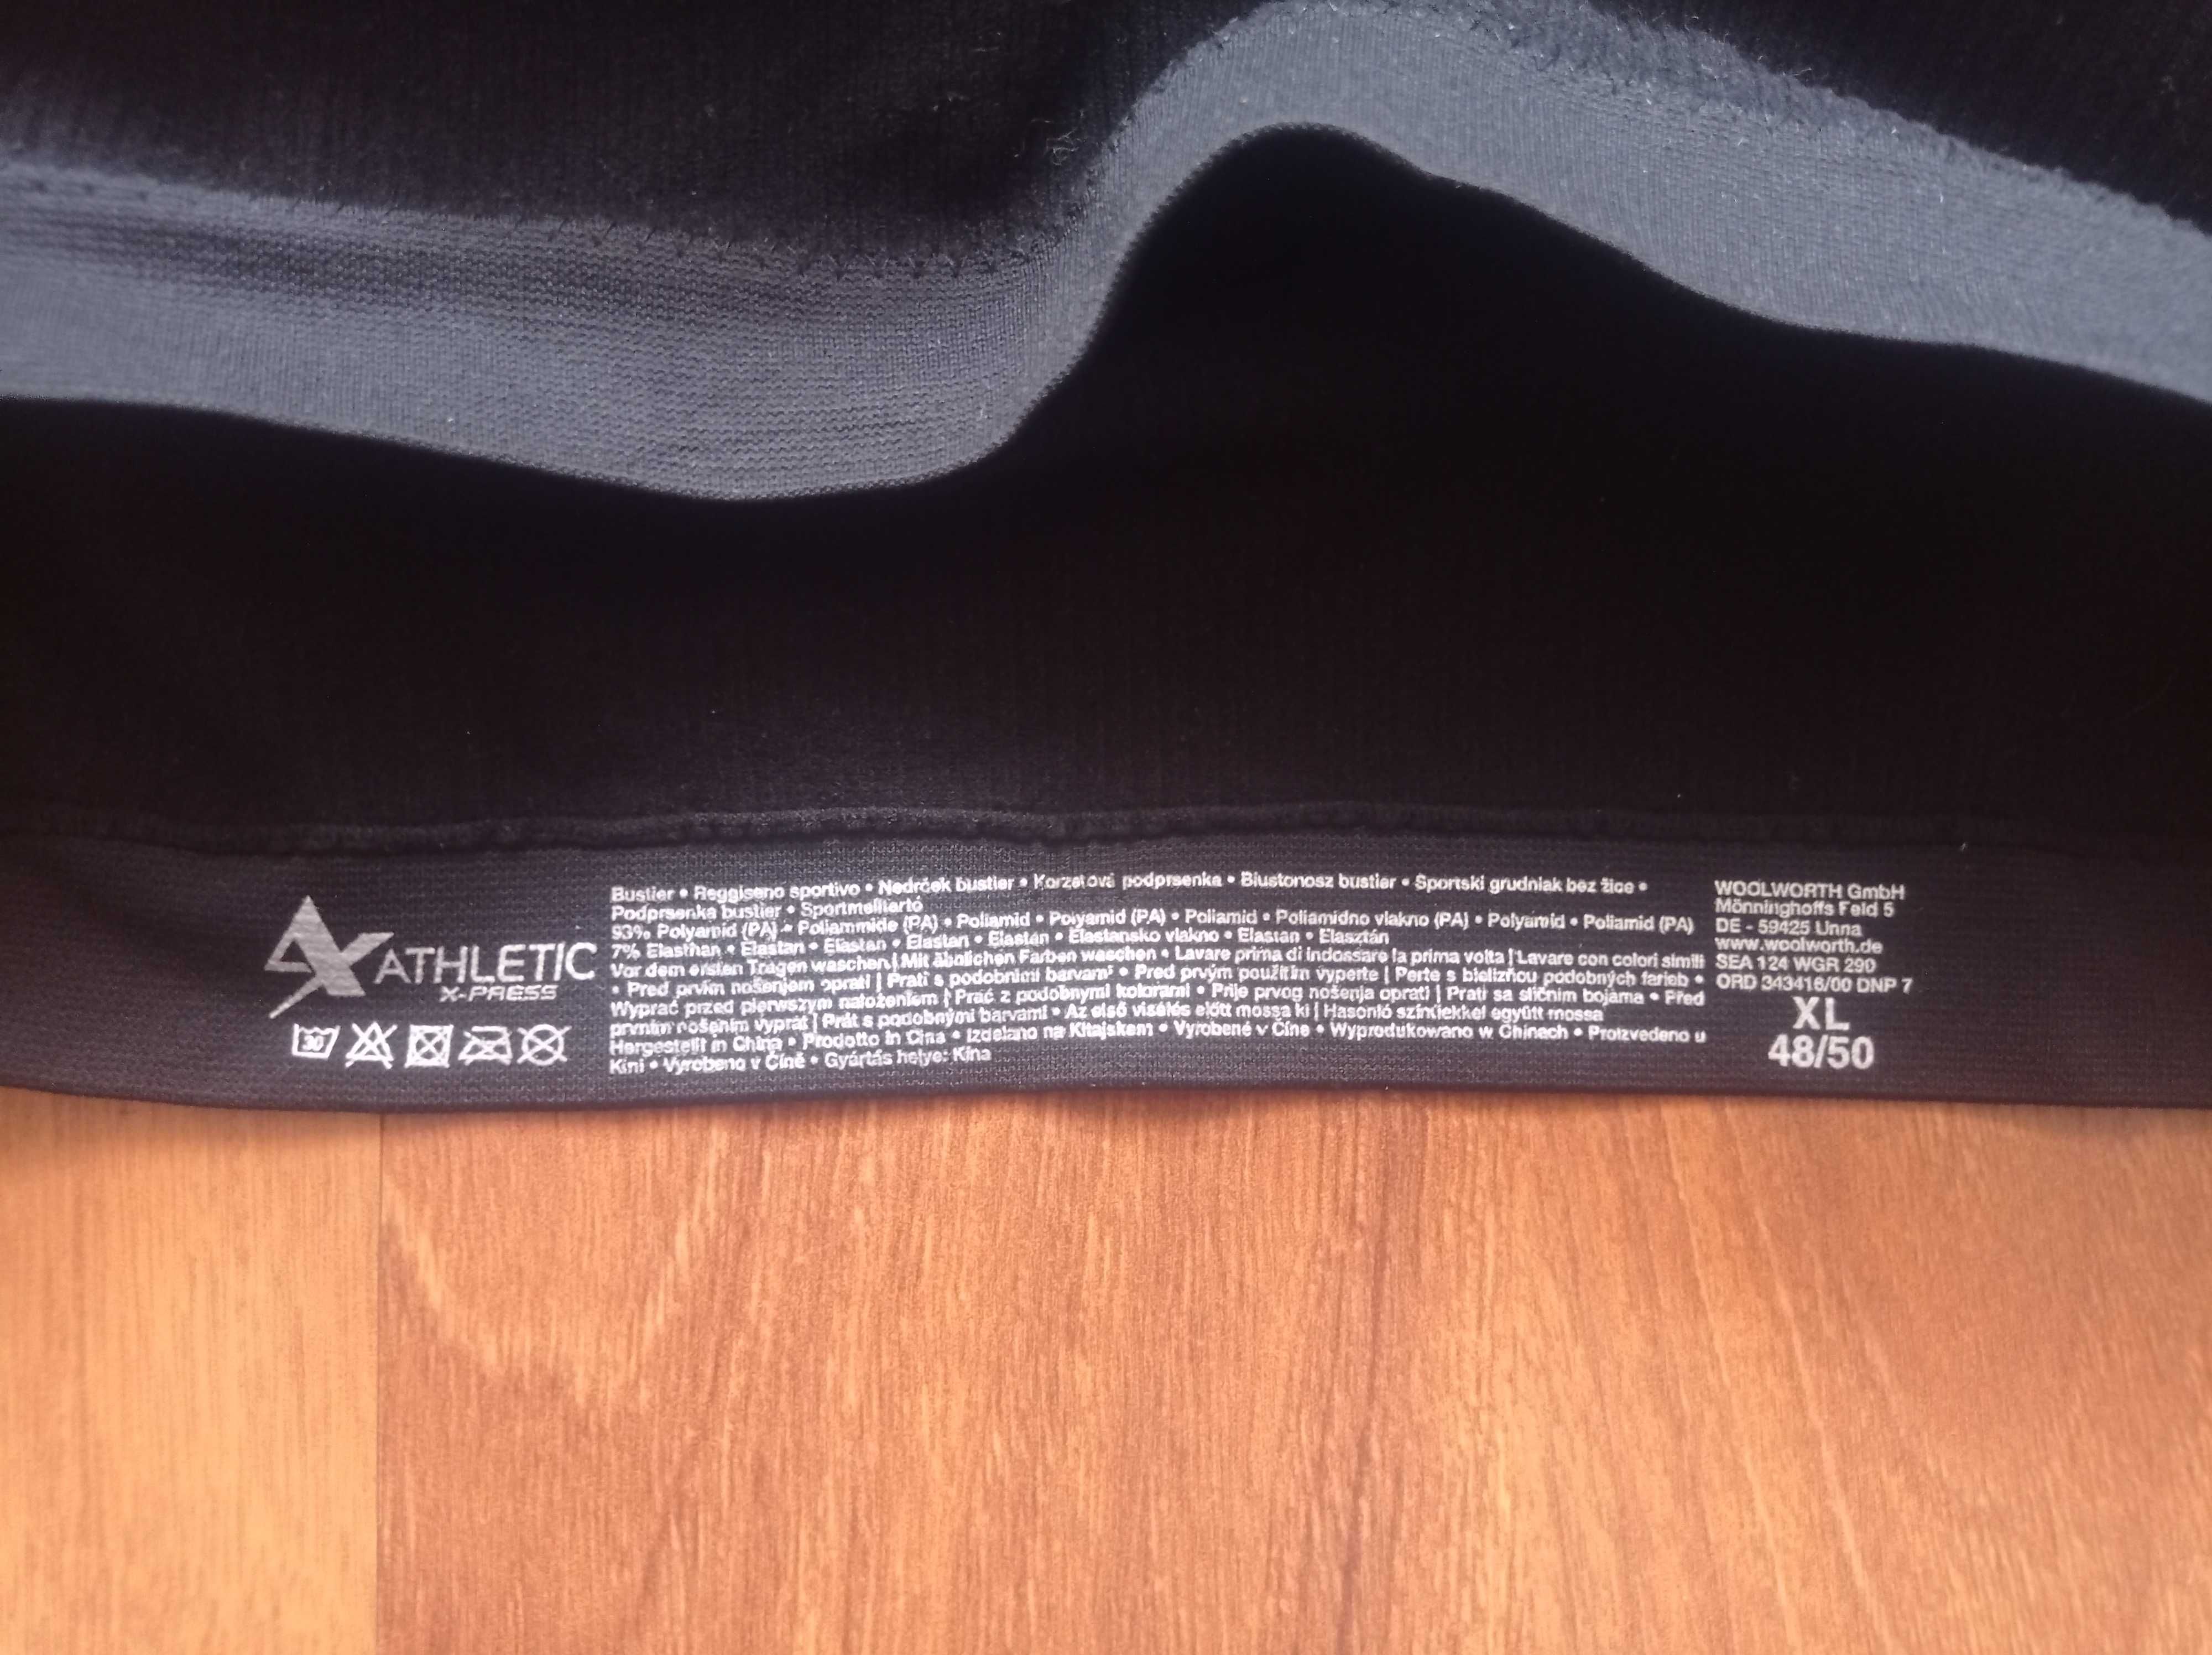 ATHLETIC
X-PRESS
30
Bustier • Reggiseno sportivo • Nedrček bustier • Korzetová podprsenka • Biustonosz bustier • Sportski grudnjak bez žice •
Podprsenka bustier • Sportmelltartó
93% Polyamid (PA) • Poliammide (PA) • Poliamid • Polyamid (PA) • Poliamid • Poliamidno vlakno (PA) • Polyamid • Poliamid (PA)
7% Elasthan • Elastan • Elastan • Elastan • Elastan • Elastansko vlakno • Elastan • Elasztán
Vor dem ersten Tragen waschen | Mit ähnlichen Farben waschen • Lavare prima di indossare la prima volta | Lavare con colori simili
• Pred prvim nošenjem oprati | Prati s podobnimi barvami • Pred prvým použitím vyperte | Perte s bielizňou podobných farieb •
Wyprać przed pierwszym nałożeniem | Prać z podobnymi kolorami • Prije prvog nošenja oprati | Prati sa sličnim bojama • Před
prvním nošením vyprat | Prát s podobnými barvami • Az első viselés előtt mossa ki | Hasonló színűekkel együtt mossa
Hergestellt in China • Prodotto in Cina • Izdelano na Kitajskem • Vyrobené v Číne • Wyprodukowano w Chinach • Proizvedeno u
Kini • Vyrobeno v Číně • Gyártás helye: Kína
WOOLWORTH GmbH
Mönninghoffs Feld 5
DE - 59425 Unna
www.woolworth.de
SEA 124 WGR 290
ORD 343416/00 DNP 7
XL
48/50